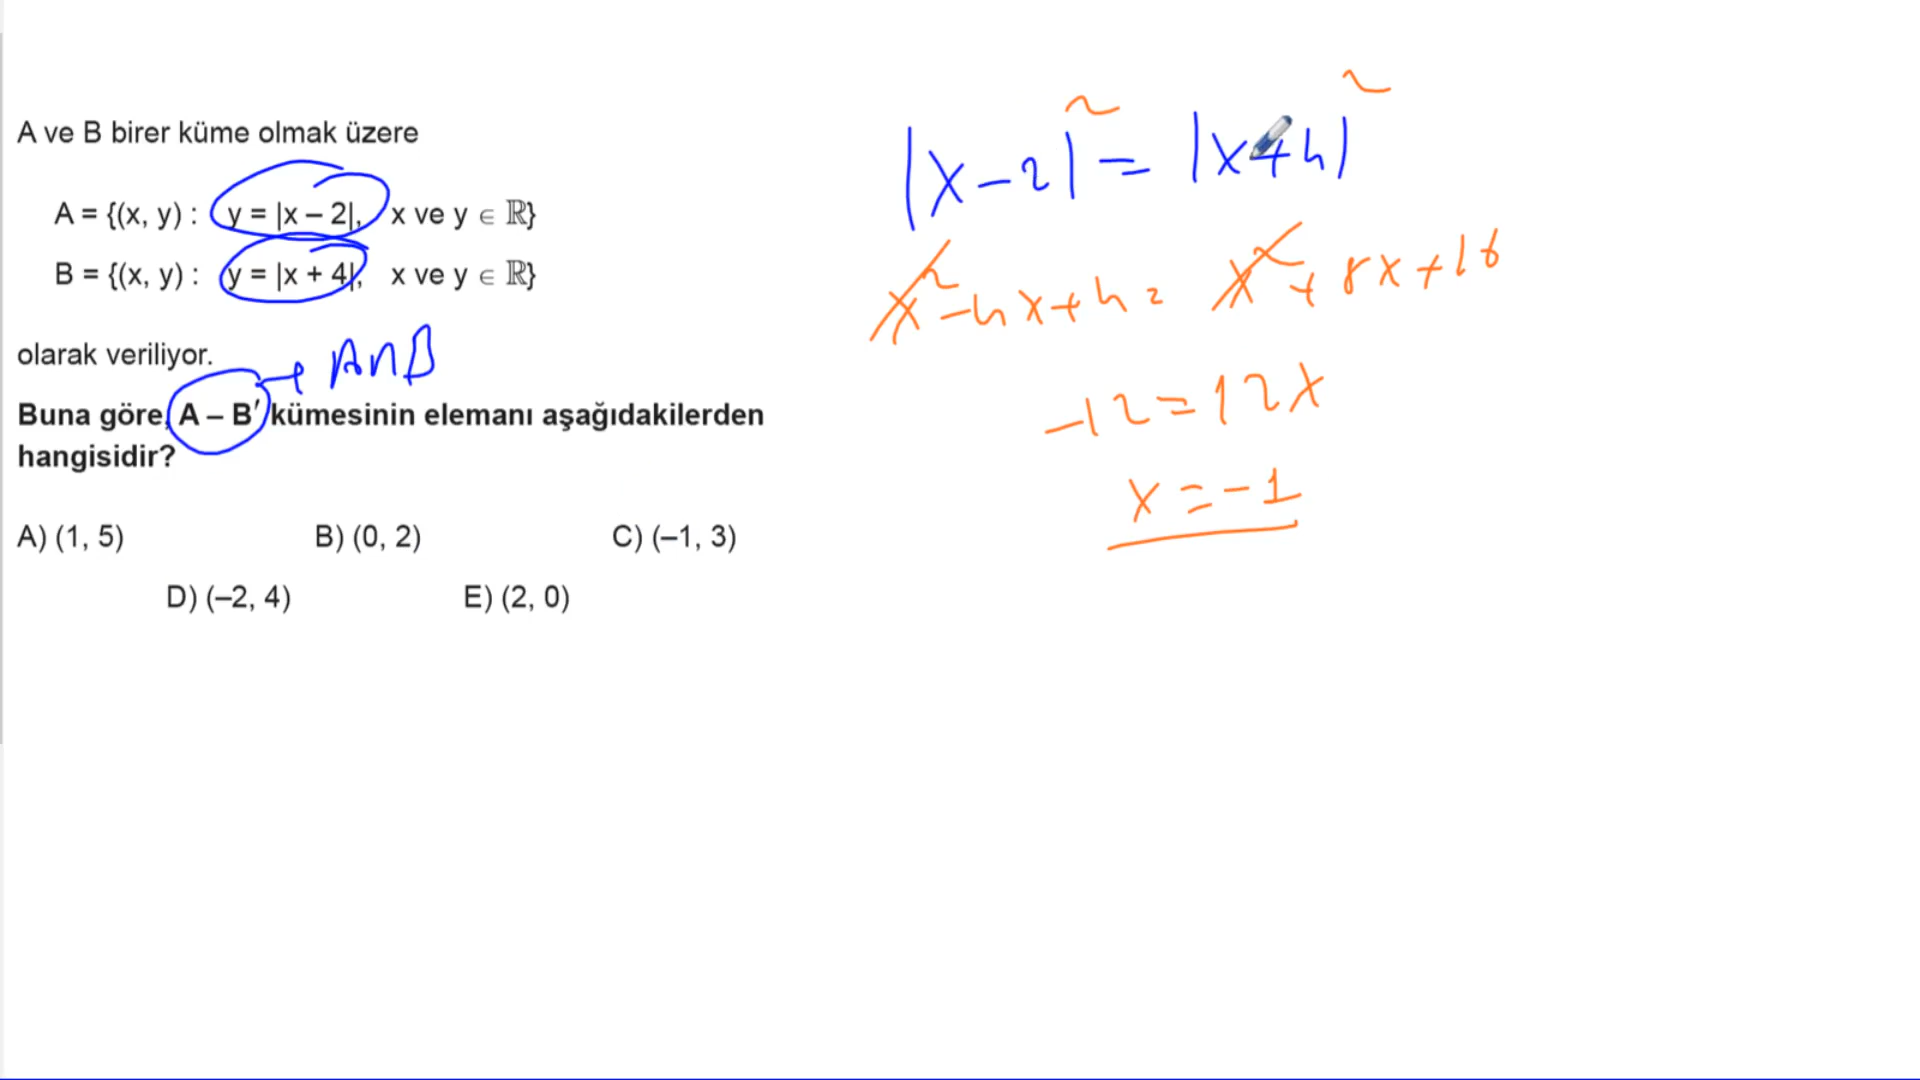 A ve B birer küme olmak üzere
A = {(x, y) : y = |x – 2|, x ve y ∈ ℝ}
B = {(x, y) : y = |x + 4|, x ve y ∈ ℝ}
olarak veriliyor.
A∩B
Buna göre, A – B′ kümesinin elemanı aşağıdakilerden
hangisidir?
A) (1, 5) B) (0, 2) C) (–1, 3)
D) (–2, 4) E) (2, 0)
|x-2|² = |x+4|²
x²-4x+4 = x²+8x+16
-12=12x
x=-1